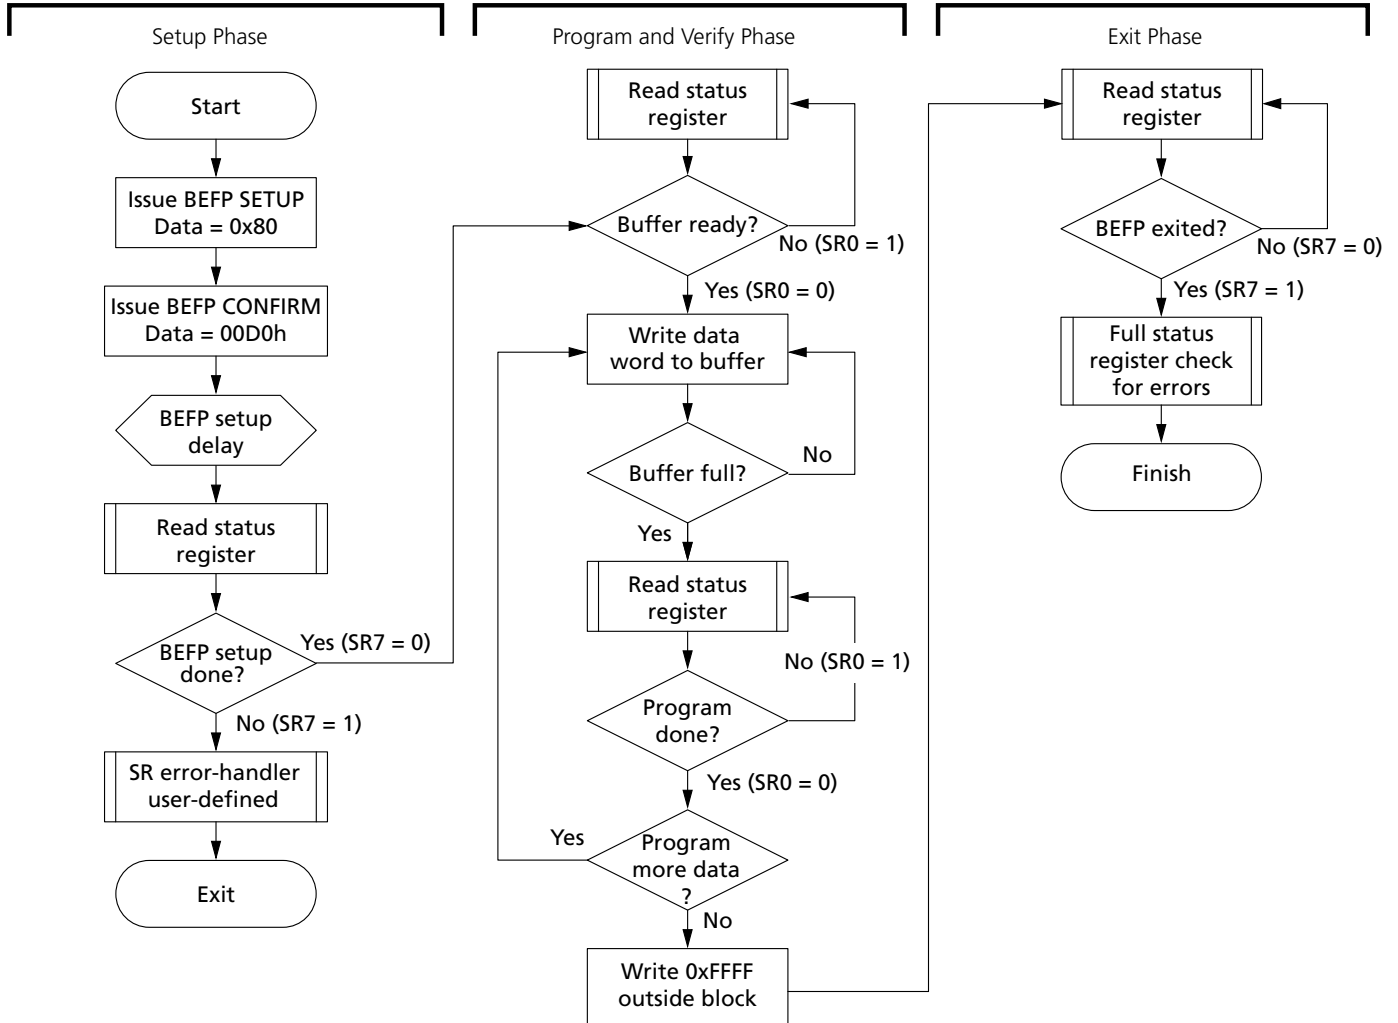 Setup Phase
Start
Issue BEFP SETUP
Data = 0x80
Issue BEFP CONFIRM
Data = 00D0h
BEFP setup
delay
Read status
register
BEFP setup
done?
Yes (SR7 = 0)
No (SR7 = 1)
SR error-handler
user-defined
Exit
Program and Verify Phase
Read status
register
Buffer ready?
No (SR0 = 1)
Yes (SR0 = 0)
Write data
word to buffer
Buffer full?
No
Yes
Read status
register
No (SR0 = 1)
Program
done?
Yes (SR0 = 0)
Yes
Program
more data
?
No
Write 0xFFFF
outside block
Exit Phase
Read status
register
BEFP exited?
No (SR7 = 0)
Yes (SR7 = 1)
Full status
register check
for errors
Finish